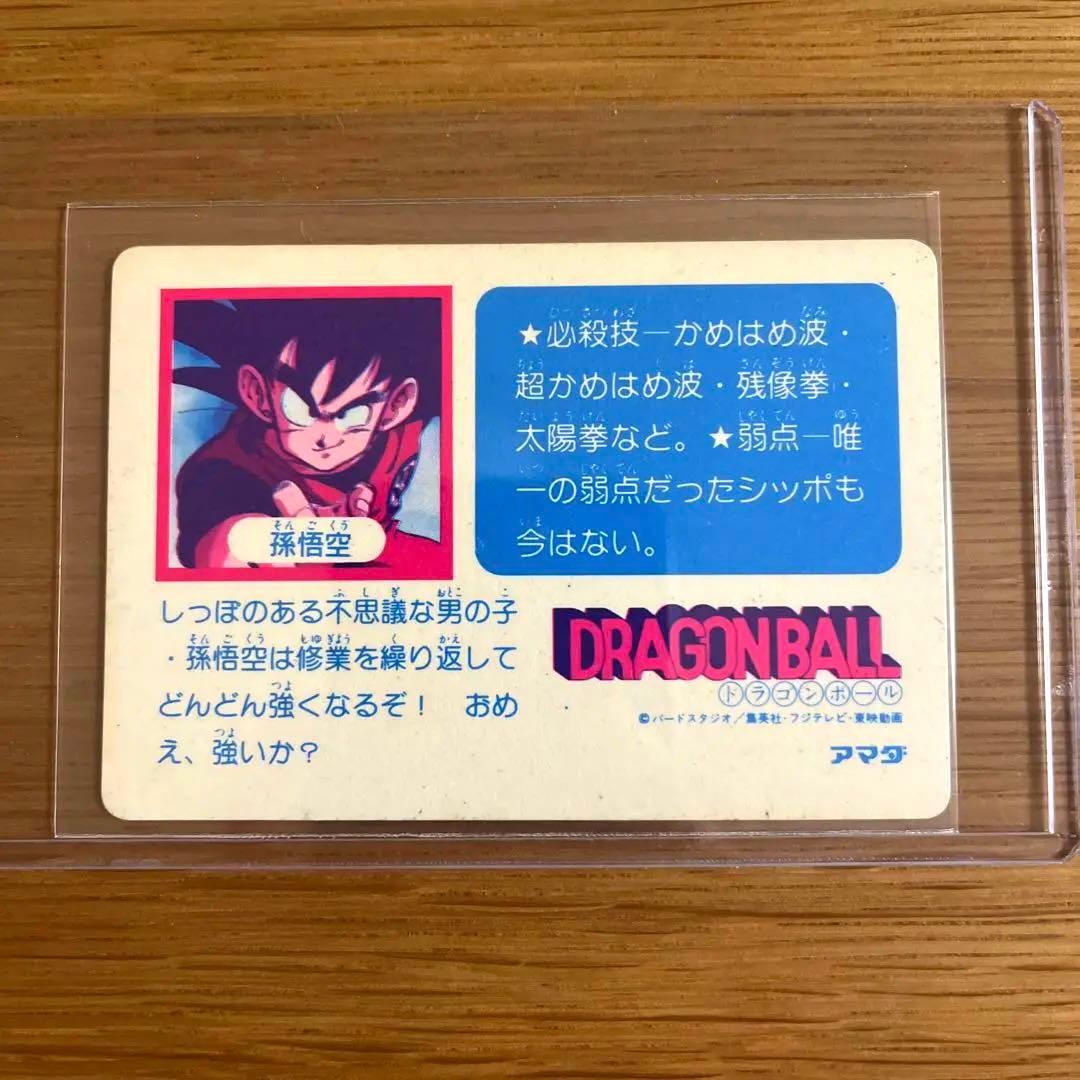 孫悟空
そんごくう
★必殺技―かめはめ波・
超かめはめ波・残像拳・
太陽拳など。★弱点―唯
一の弱点だったシッポも
今はない。
しっぽのある不思議な男の子
・孫悟空は修業を繰り返して
どんどん強くなるぞ！　おめ
え、強いか？
DRAGON BALL
ドラゴンボール
©バードスタジオ／集英社・フジテレビ・東映動画
アマダ